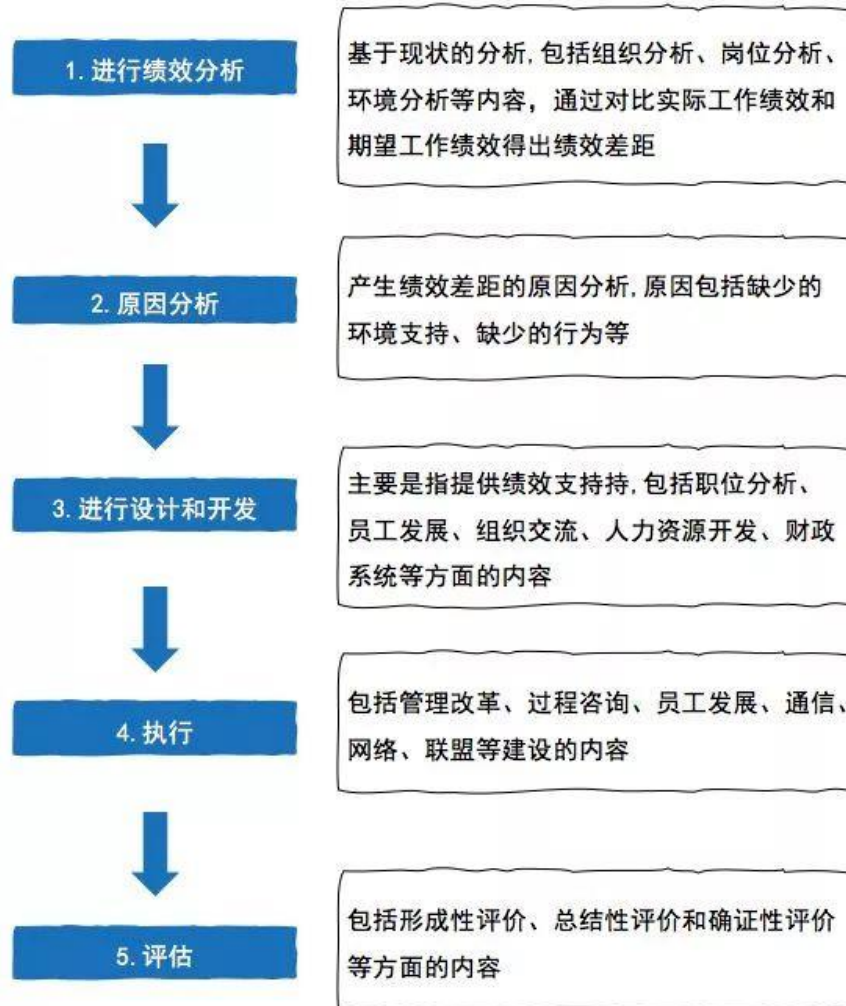 1.进行绩效分析
基于现状的分析,包括组织分析、岗位分析、
环境分析等内容，通过对比实际工作绩效和
期望工作绩效得出绩效差距
2.原因分析
产生绩效差距的原因分析,原因包括缺少的
环境支持、缺少的行为等
3.进行设计和开发
主要是指提供绩效支持持,包括职位分析、
员工发展、组织交流、人力资源开发、财政
系统等方面的内容
4.执行
包括管理改革、过程咨询、员工发展、通信、
网络、联盟等建设的内容
5.评估
包括形成性评价、总结性评价和确证性评价
等方面的内容